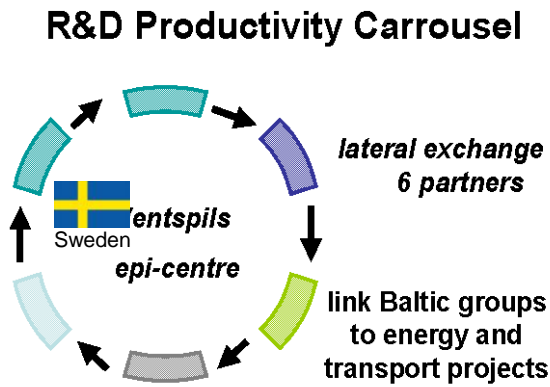 R&D Productivity Carrousel
lateral exchange
6 partners
entspils
Sweden
epi-centre
link Baltic groups
to energy and
transport projects